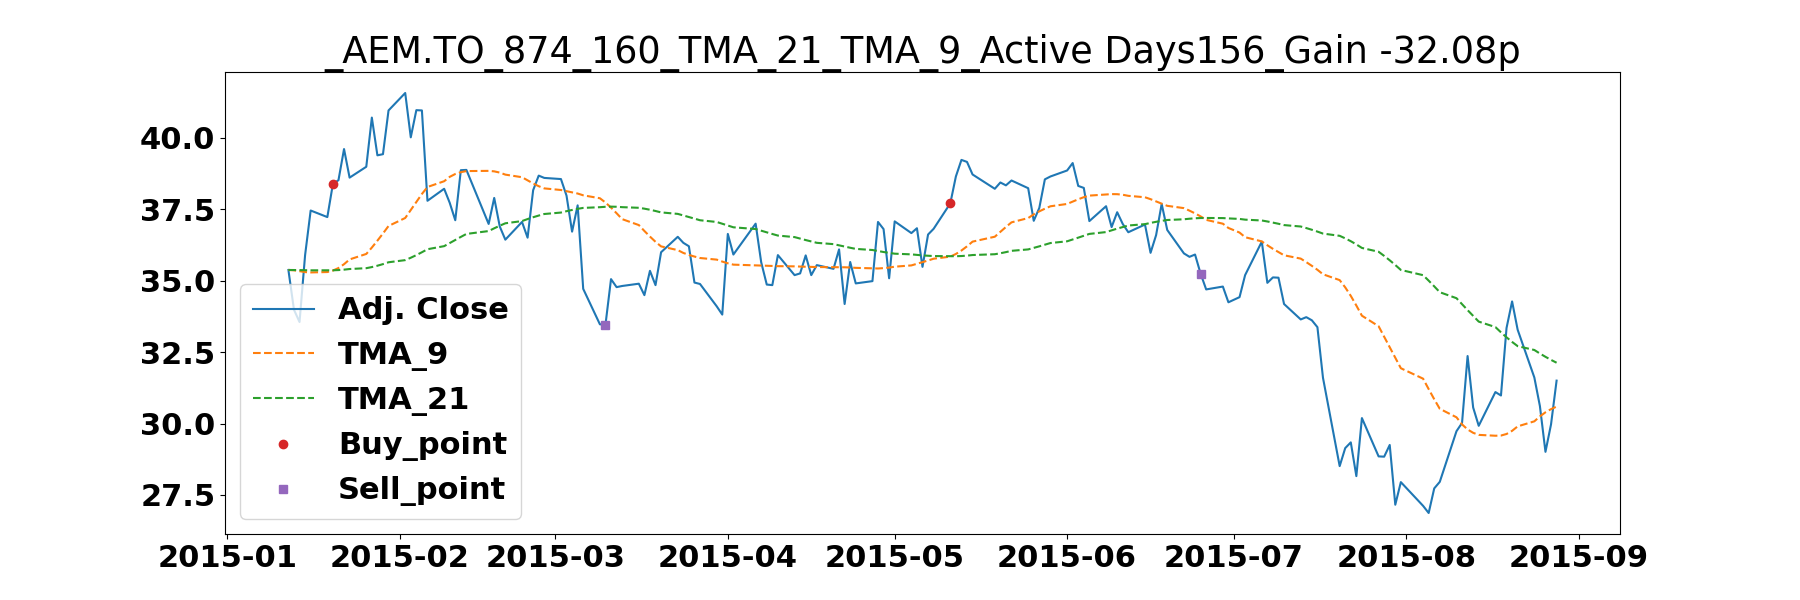 _AEM.TO_874_160_TMA_21_TMA_9_Active Days156_Gain -32.08p
40.0
37.5
35.0
32.5
30.0
27.5
Adj. Close
TMA_9
TMA_21
Buy_point
Sell_point
2015-01 2015-02 2015-03 2015-04 2015-05 2015-06 2015-07 2015-08 2015-09